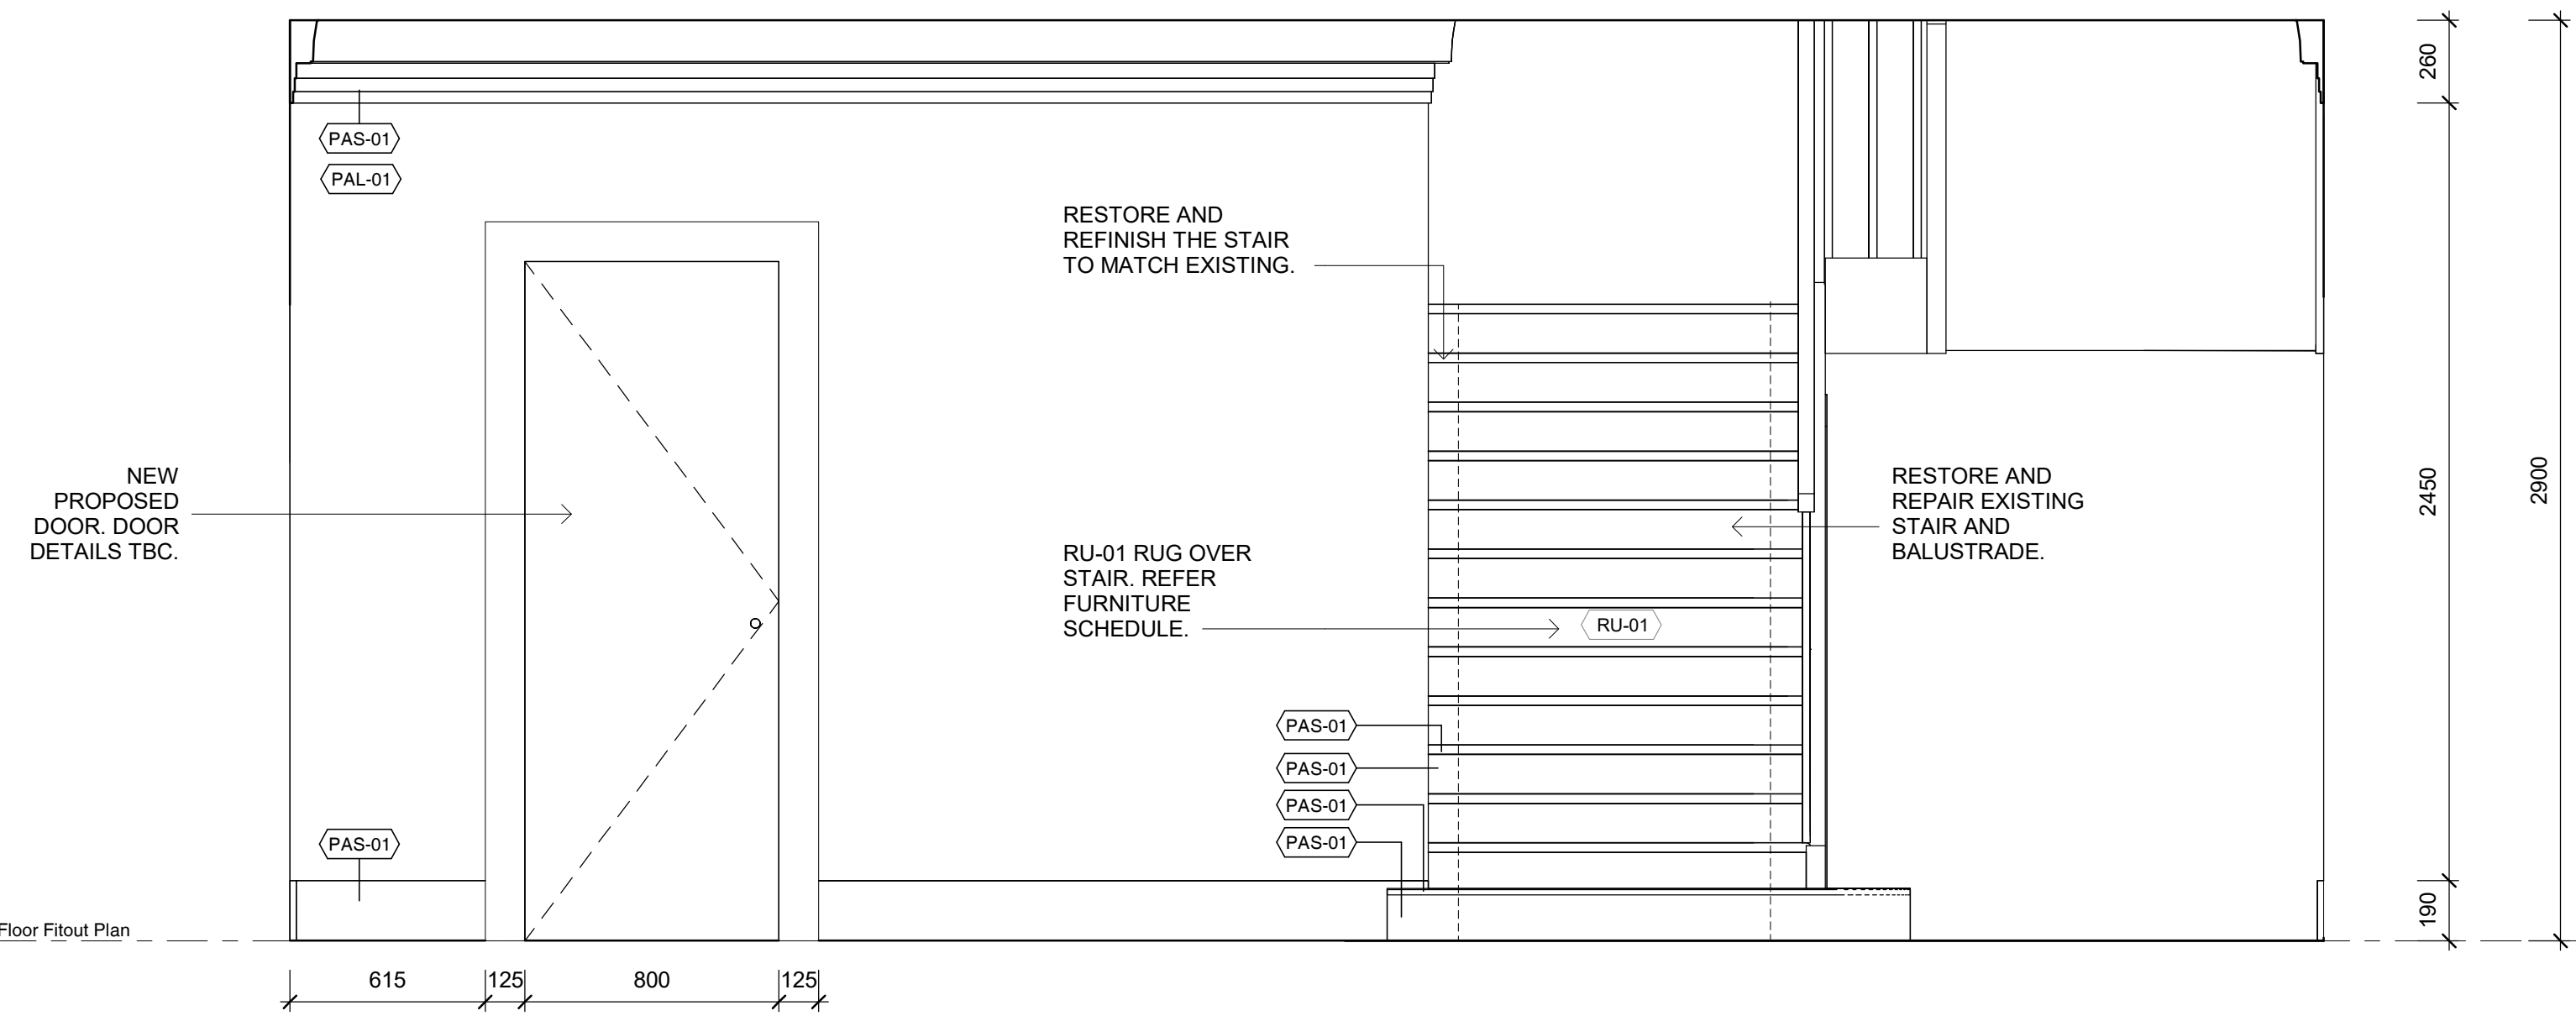 260
PAS-01
PAL-01
RESTORE AND
REFINISH THE STAIR
TO MATCH EXISTING.
NEW
PROPOSED
DOOR. DOOR
DETAILS TBC.
RESTORE AND
REPAIR EXISTING
STAIR AND
BALUSTRADE.
2450
2900
RU-01 RUG OVER
STAIR. REFER
FURNITURE
SCHEDULE.
RU-01
PAS-01
PAS-01
PAS-01
PAS-01
PAS-01
190
Floor Fitout Plan
615
125
800
125